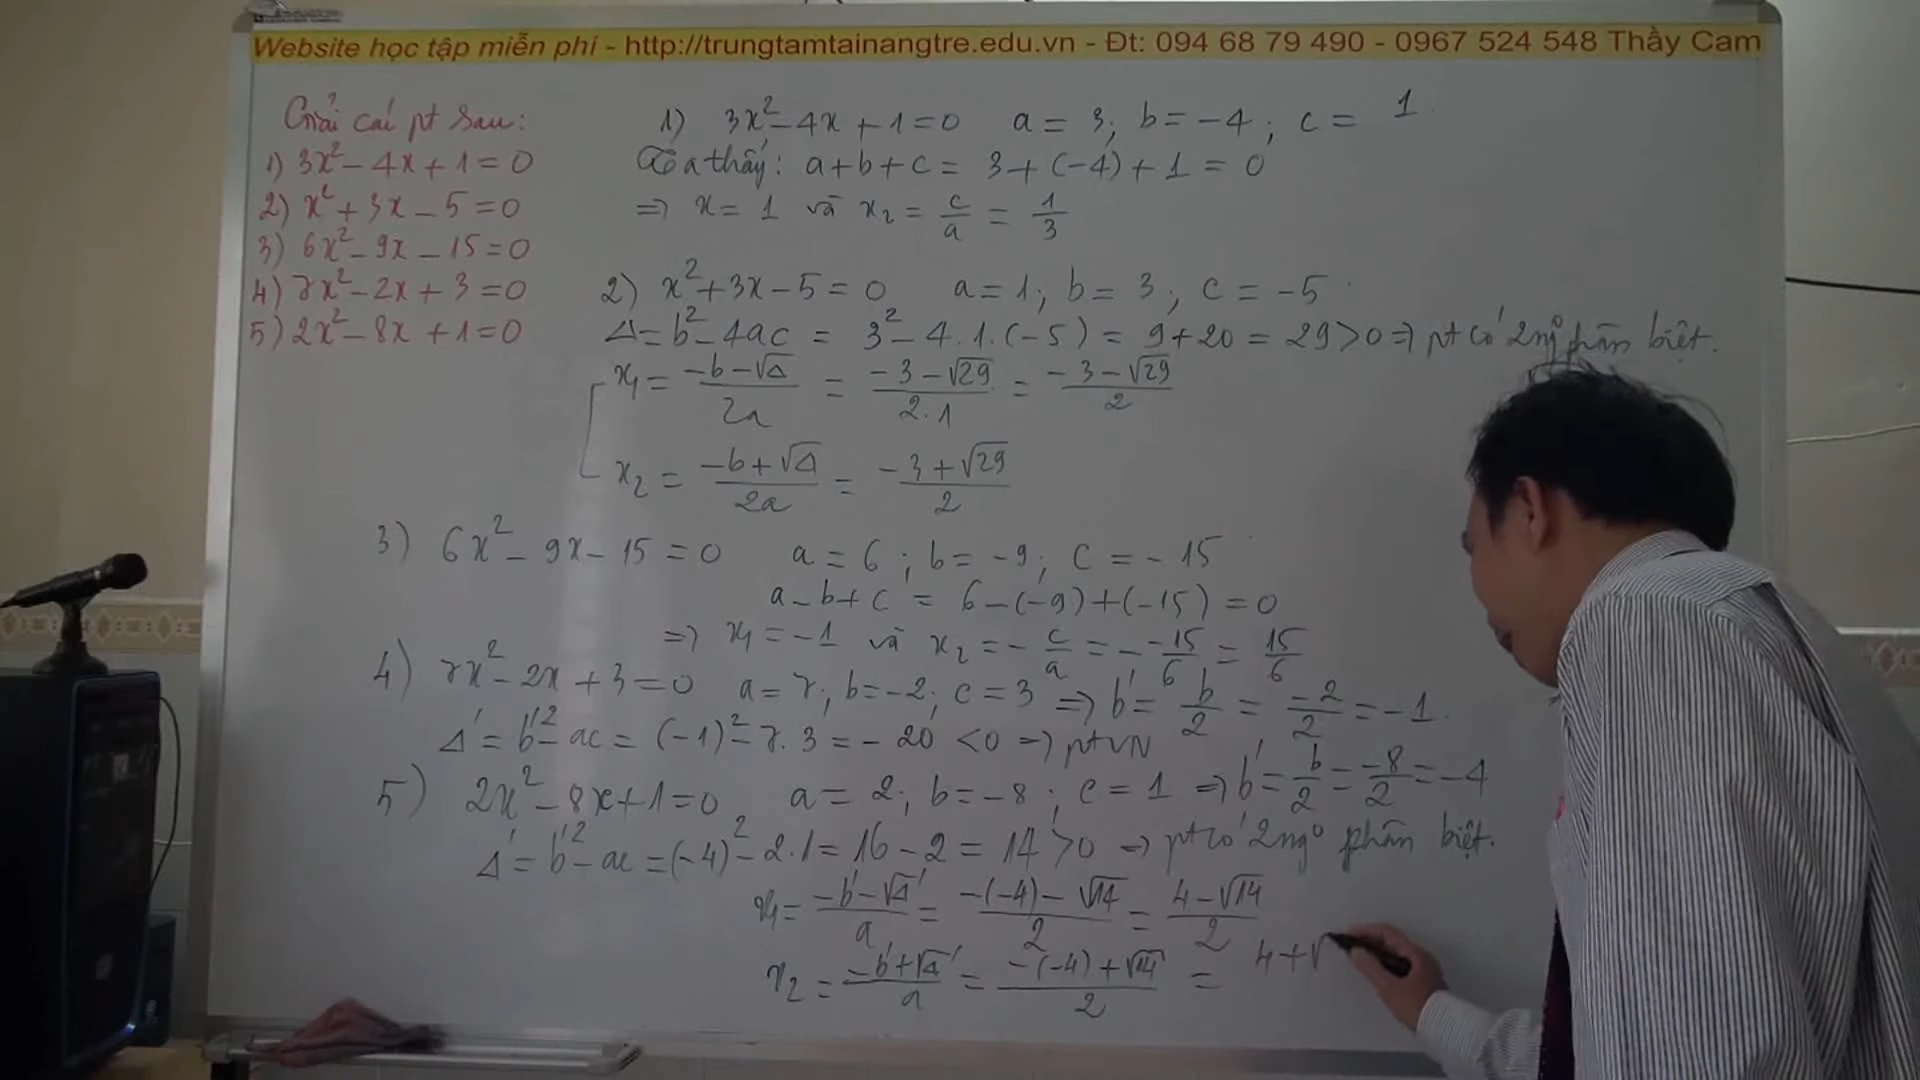 Website học tập miễn phí - http://trungtamtainangtre.edu.vn - Đt: 094 68 79 490 - 0967 524 548 Thầy Cam
Giải các pt sau:
1) 3x² - 4x + 1 = 0
2) x² + 3x - 5 = 0
3) 6x² - 9x - 15 = 0
4) 7x² - 2x + 3 = 0
5) 2x² - 8x + 1 = 0
1) 3x² - 4x + 1 = 0 a = 3; b = -4; c = 1
Ta thấy: a + b + c = 3 + (-4) + 1 = 0
=> x = 1 và x₂ = c/a = 1/3
2) x² + 3x - 5 = 0 a = 1; b = 3; c = -5
Δ = b² - 4ac = 3² - 4.1.(-5) = 9 + 20 = 29 > 0 => pt có 2 ngº phân biệt.
x₁ = (-b - √Δ)/2a = (-3 - √29)/2.1 = (-3 - √29)/2
x₂ = (-b + √Δ)/2a = (-3 + √29)/2
3) 6x² - 9x - 15 = 0 a = 6; b = -9; c = -15
a - b + c = 6 - (-9) + (-15) = 0
=> x₁ = -1 và x₂ = -c/a = - -15/6 = 15/6
4) 7x² - 2x + 3 = 0 a = 7; b = -2; c = 3 => b' = b/2 = -2/2 = -1
Δ' = b'² - ac = (-1)² - 7.3 = -20 < 0 => pt VN
5) 2x² - 8x + 1 = 0 a = 2; b = -8; c = 1 => b' = b/2 = -8/2 = -4
Δ' = b'² - ac = (-4)² - 2.1 = 16 - 2 = 14 > 0 => pt có 2 ngº phân biệt.
x₁ = (-b' - √Δ')/a = (-(-4) - √14)/2 = (4 - √14)/2
x₂ = (-b' + √Δ')/a = (-(-4) + √14)/2 = 4 + √